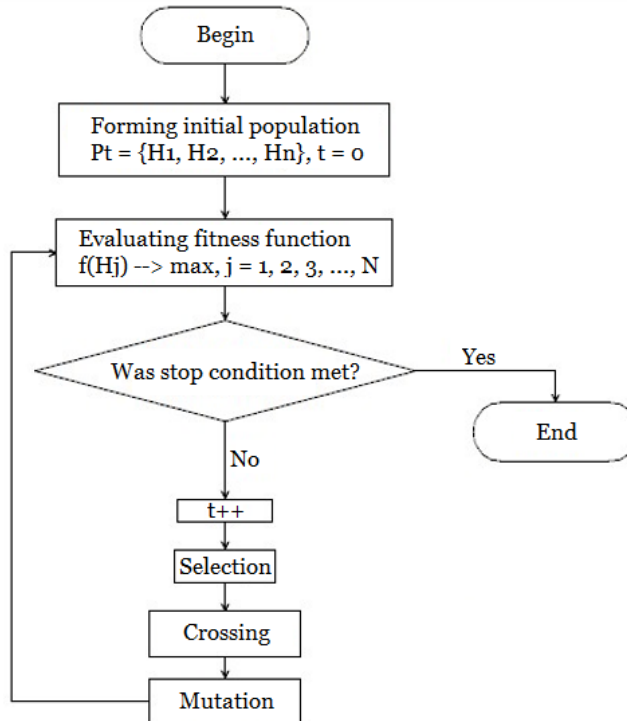 Begin
Forming initial population
Pt = {H1, H2, ..., Hn}, t = 0
Evaluating fitness function
f(Hj) --> max, j = 1, 2, 3, ..., N
Was stop condition met?
Yes
End
No
t++
Selection
Crossing
Mutation